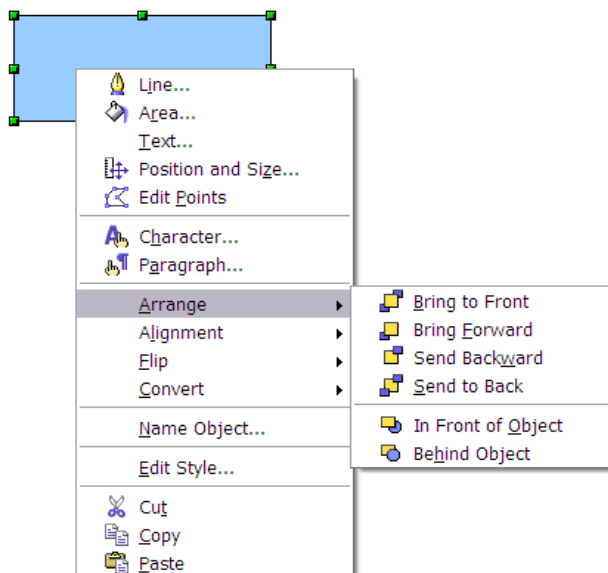 Line...
Area...
Text...
Position and Size...
Edit Points
Character...
Paragraph...
Arrange
Alignment
Flip
Convert
Name Object...
Edit Style...
Cut
Copy
Paste
Bring to Front
Bring Forward
Send Backward
Send to Back
In Front of Object
Behind Object